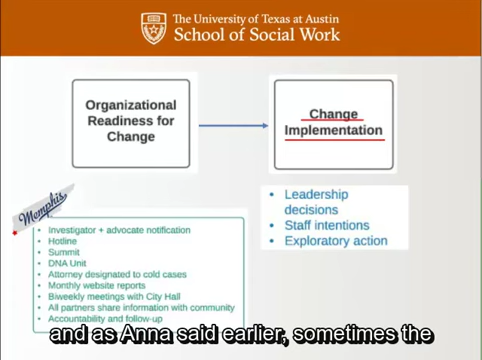 The University of Texas at Austin
School of Social Work
Organizational
Readiness for
Change
Change
Implementation
Leadership
decisions
Staff intentions
Exploratory action
Memphis
Investigator + advocate notification
Hotline
Summit
DNA Unit
Attorney designated to cold cases
Monthly website reports
Biweekly meetings with City Hall
All partners share information with community
Accountability and follow-up
and as Anna said earlier, sometimes the